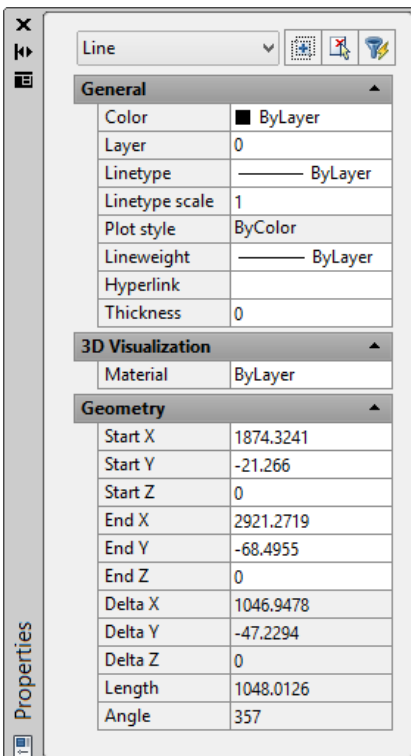 Line
General
Color ByLayer
Layer 0
Linetype ByLayer
Linetype scale 1
Plot style ByColor
Lineweight ByLayer
Hyperlink
Thickness 0
3D Visualization
Material ByLayer
Geometry
Start X 1874.3241
Start Y -21.266
Start Z 0
End X 2921.2719
End Y -68.4955
End Z 0
Delta X 1046.9478
Delta Y -47.2294
Delta Z 0
Length 1048.0126
Angle 357
Properties